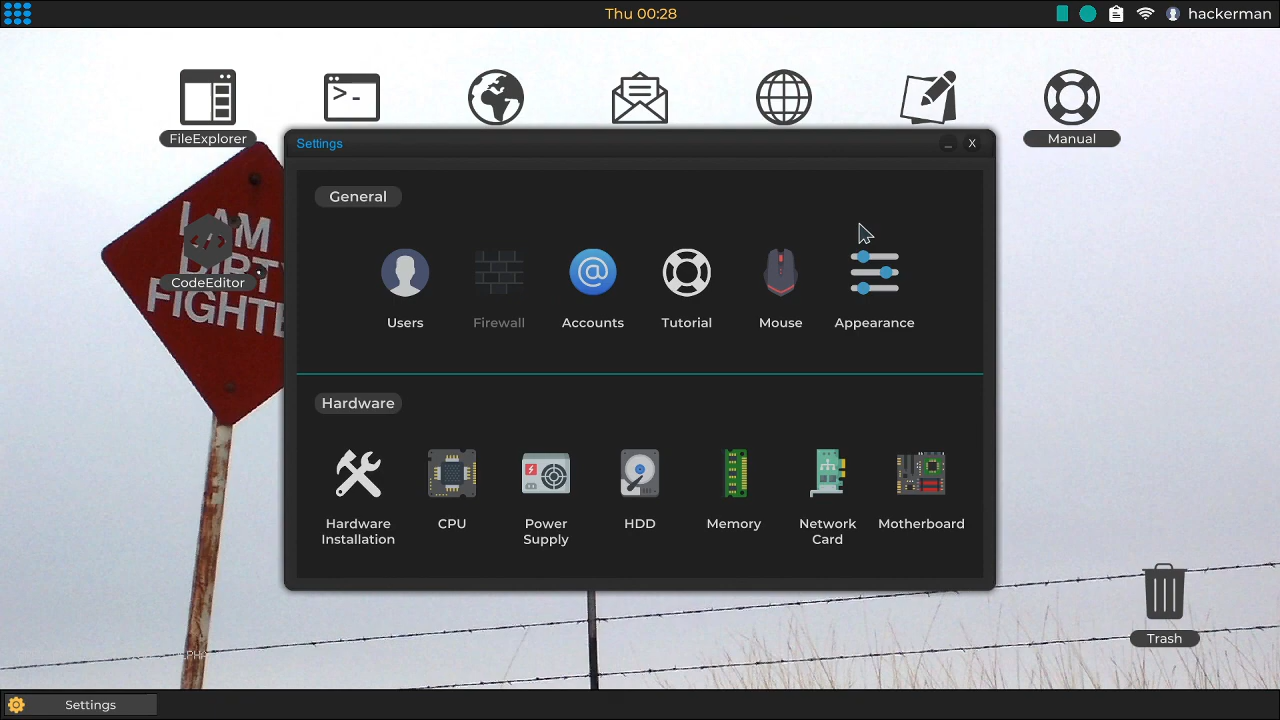 Thu 00:28
hackerman
>-
FileExplorer
Manual
Settings
_
X
General
I AM
DIRT
FIGHTE
CodeEditor
@
Users
Firewall
Accounts
Tutorial
Mouse
Appearance
Hardware
Hardware
Installation
CPU
Power
Supply
HDD
Memory
Network
Card
Motherboard
Trash
Settings